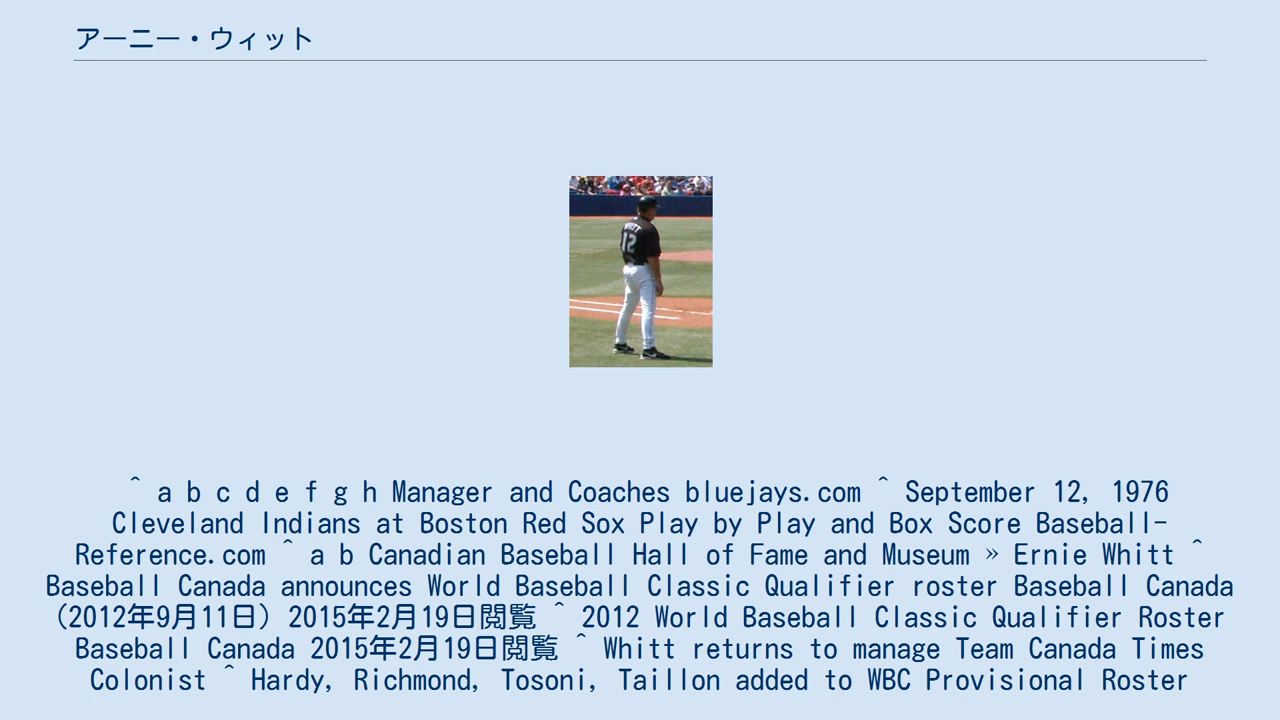 アーニー・ウィット
12
^ a b c d e f g h Manager and Coaches bluejays.com ^ September 12, 1976
Cleveland Indians at Boston Red Sox Play by Play and Box Score Baseball-
Reference.com ^ a b Canadian Baseball Hall of Fame and Museum » Ernie Whitt ^
Baseball Canada announces World Baseball Classic Qualifier roster Baseball Canada
(2012年9月11日) 2015年2月19日閲覧 ^ 2012 World Baseball Classic Qualifier Roster
Baseball Canada 2015年2月19日閲覧 ^ Whitt returns to manage Team Canada Times
Colonist ^ Hardy, Richmond, Tosoni, Taillon added to WBC Provisional Roster